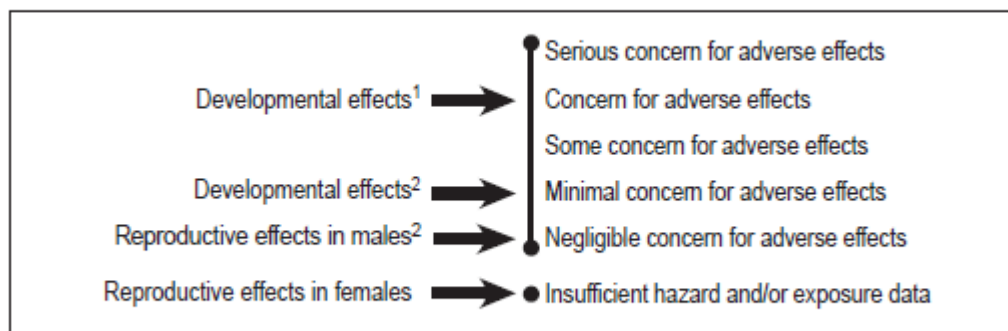 Serious concern for adverse effects
Developmental effects¹ Concern for adverse effects
Some concern for adverse effects
Developmental effects² Minimal concern for adverse effects
Reproductive effects in males² Negligible concern for adverse effects
Reproductive effects in females Insufficient hazard and/or exposure data